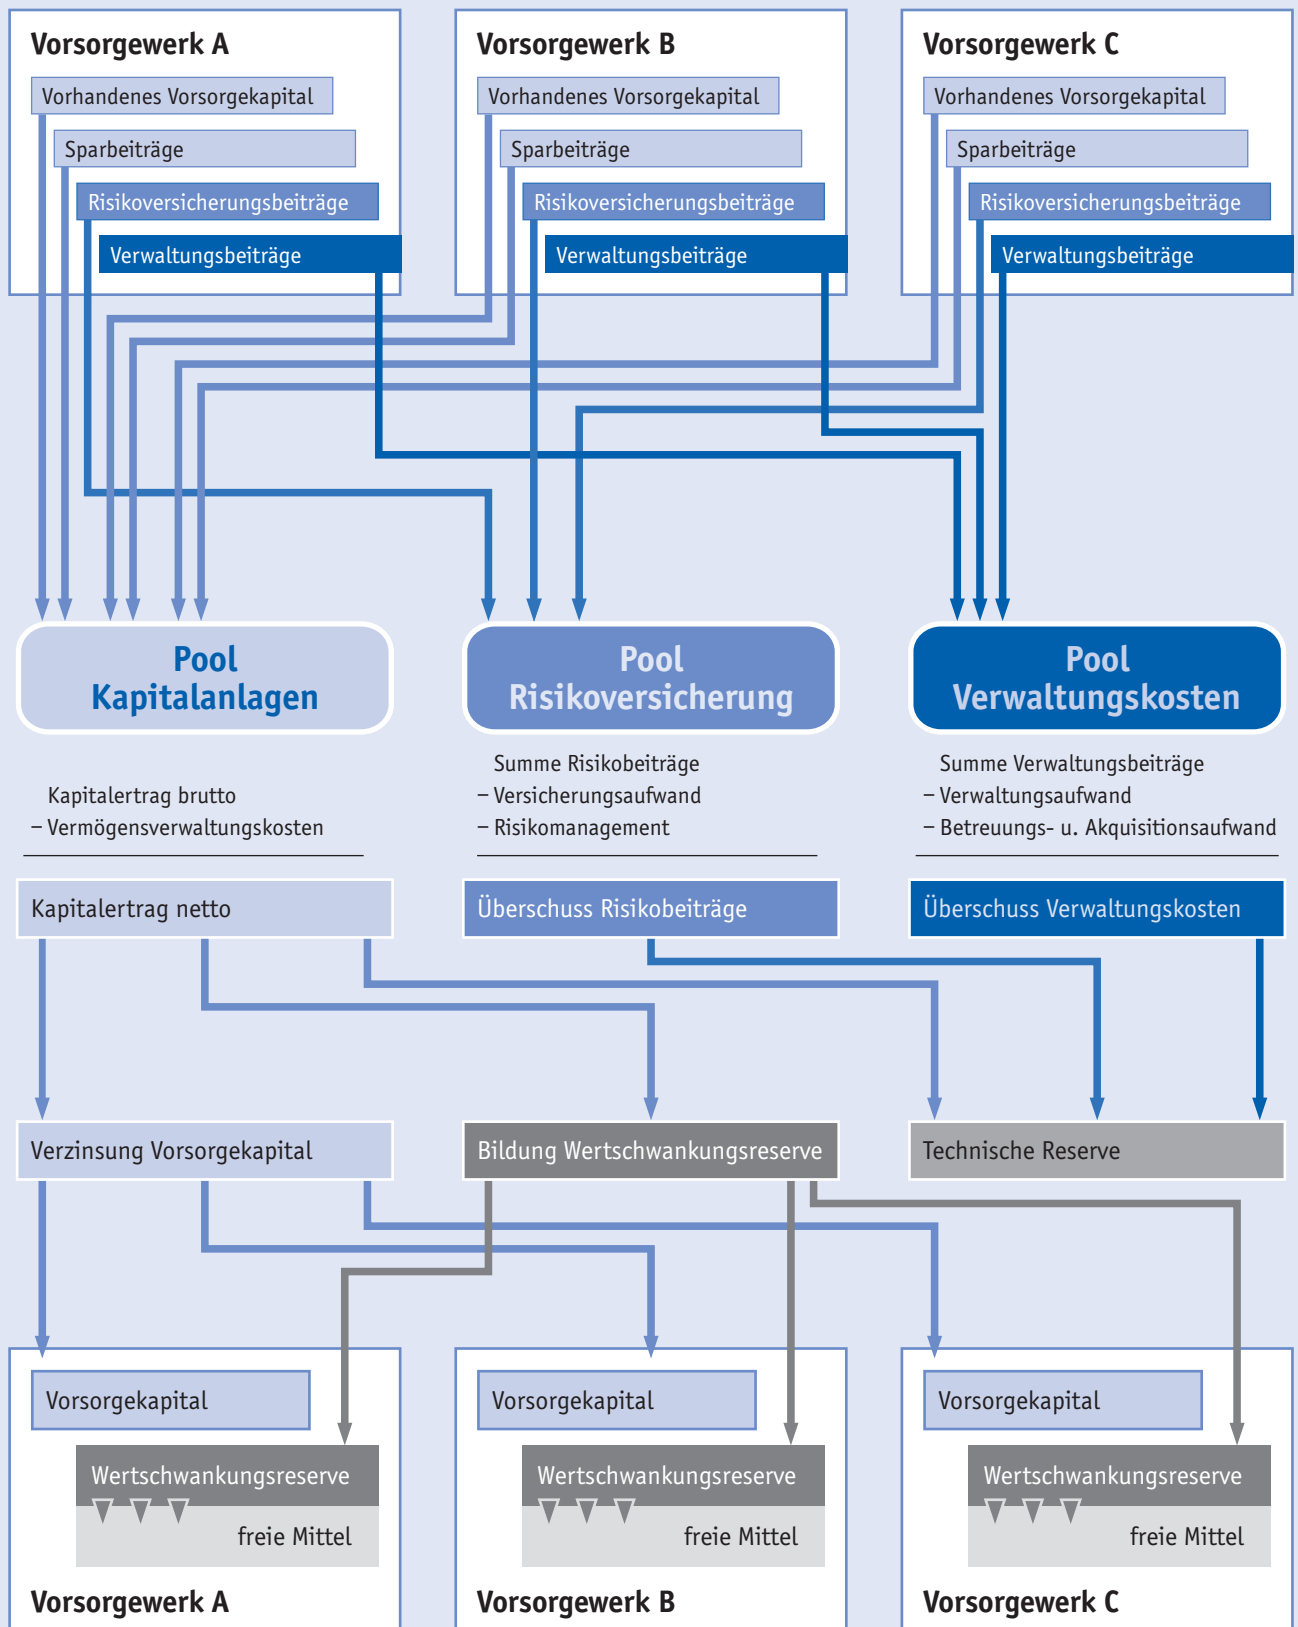 Vorsorgewerk A
Vorhandenes Vorsorgekapital
Sparbeiträge
Risikoversicherungsbeiträge
Verwaltungsbeiträge
Vorsorgewerk B
Vorhandenes Vorsorgekapital
Sparbeiträge
Risikoversicherungsbeiträge
Verwaltungsbeiträge
Vorsorgewerk C
Vorhandenes Vorsorgekapital
Sparbeiträge
Risikoversicherungsbeiträge
Verwaltungsbeiträge
Pool
Kapitalanlagen
Kapitalertrag brutto
– Vermögensverwaltungskosten
Kapitalertrag netto
Pool
Risikoversicherung
Summe Risikobeiträge
– Versicherungsaufwand
– Risikomanagement
Überschuss Risikobeiträge
Pool
Verwaltungskosten
Summe Verwaltungsbeiträge
– Verwaltungsaufwand
– Betreuungs- u. Akquisitionsaufwand
Überschuss Verwaltungskosten
Verzinsung Vorsorgekapital
Bildung Wertschwankungsreserve
Technische Reserve
Vorsorgekapital
Wertschwankungsreserve
freie Mittel
Vorsorgewerk A
Vorsorgekapital
Wertschwankungsreserve
freie Mittel
Vorsorgewerk B
Vorsorgekapital
Wertschwankungsreserve
freie Mittel
Vorsorgewerk C